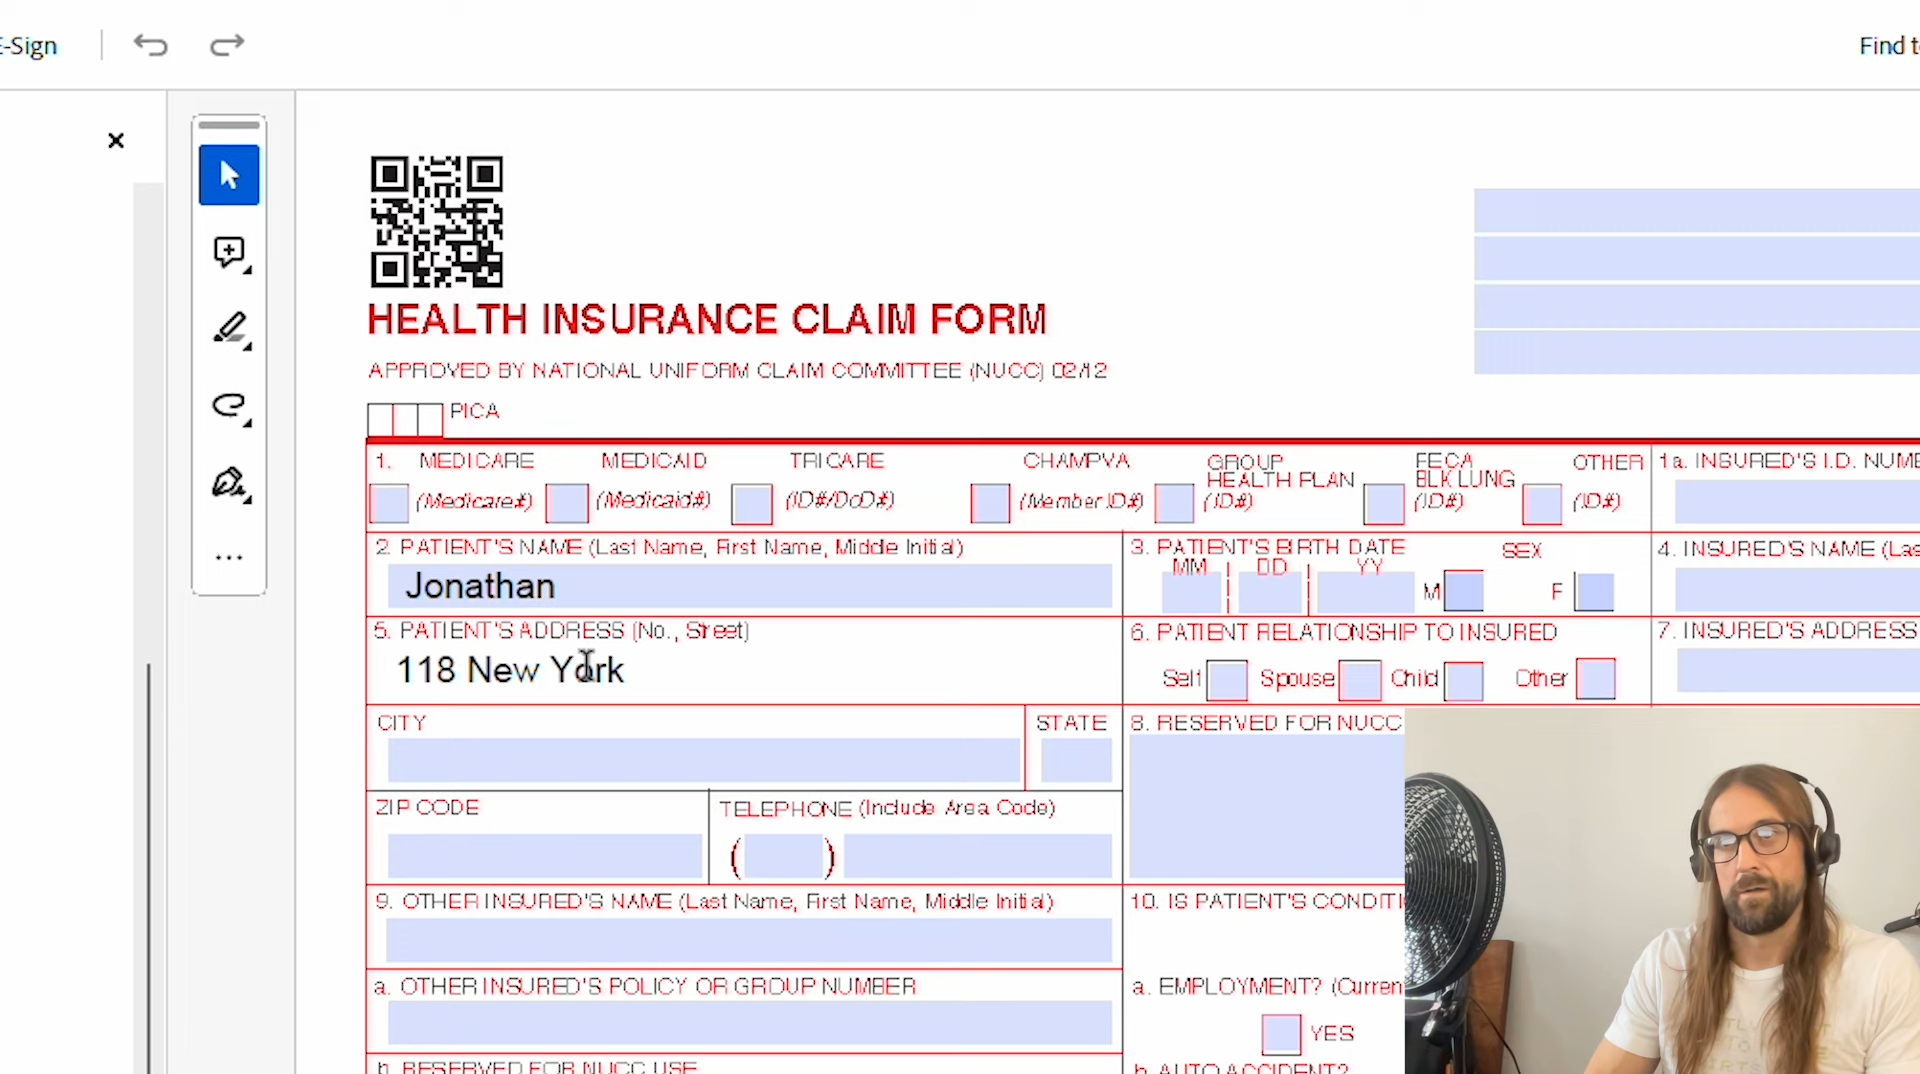 E-Sign
Find t
HEALTH INSURANCE CLAIM FORM
APPROVED BY NATIONAL UNIFORM CLAIM COMMITTEE (NUCC) 02/12
PICA
1. MEDICARE MEDICAID TRICARE CHAMPVA GROUP HEALTH PLAN FECA BLK LUNG OTHER 1a. INSURED'S I.D. NUM
(Medicare#) (Medicaid#) (ID#/DoD#) (Member ID#) (ID#) (ID#) (ID#)
2. PATIENT'S NAME (Last Name, First Name, Middle Initial) 3. PATIENT'S BIRTH DATE SEX 4. INSURED'S NAME (Las
MM DD YY
Jonathan M F
5. PATIENT'S ADDRESS (No., Street) 6. PATIENT RELATIONSHIP TO INSURED 7. INSURED'S ADDRESS
118 New York Self Spouse Child Other
CITY STATE 8. RESERVED FOR NUCC
ZIP CODE TELEPHONE (Include Area Code)
( )
9. OTHER INSURED'S NAME (Last Name, First Name, Middle Initial) 10. IS PATIENT'S CONDITI
a. OTHER INSURED'S POLICY OR GROUP NUMBER a. EMPLOYMENT? (Curren
YES
b. RESERVED FOR NUCC USE b. AUTO ACCIDENT?